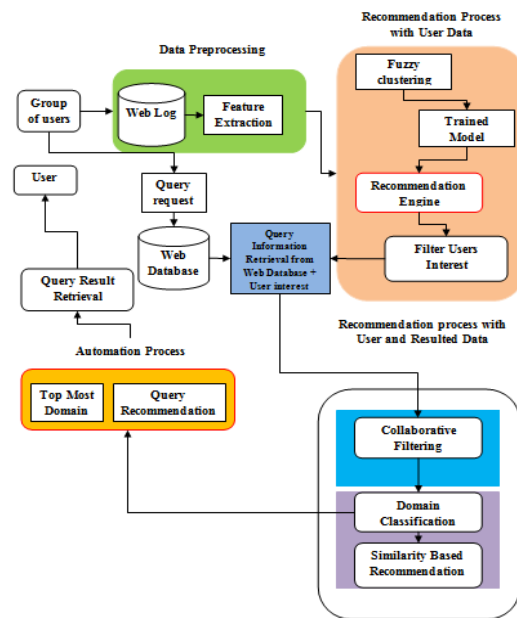 Recommendation Process
with User Data
Data Preprocessing
Fuzzy
clustering
Group
of users
Web Log
Feature
Extraction
Trained
Model
User
Query
request
Recommendation
Engine
Web
Database
Query
Information
Retrieval from
Web Database +
User interest
Filter Users
Interest
Query Result
Retrieval
Recommendation process with
User and Resulted Data
Automation Process
Top Most
Domain
Query
Recommendation
Collaborative
Filtering
Domain
Classification
Similarity Based
Recommendation